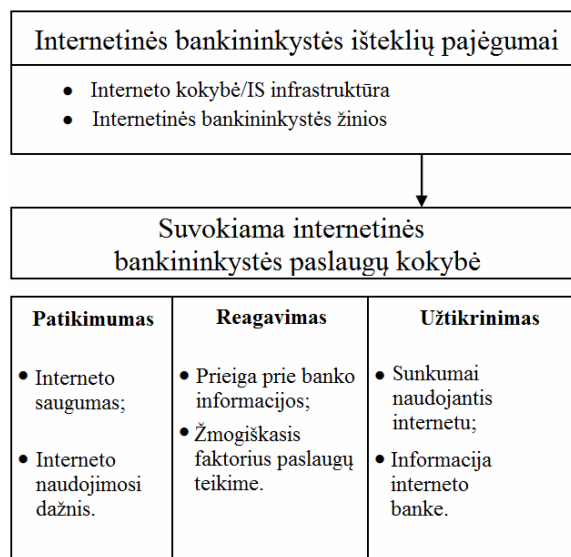 Internetinės bankininkystės išteklių pajėgumai
● Interneto kokybė/IS infrastruktūra
● Internetinės bankininkystės žinios
Suvokiama internetinės
bankininkystės paslaugų kokybė
Patikimumas
● Interneto
saugumas;
● Interneto
naudojimosi
dažnis.
Reagavimas
● Prieiga prie banko
informacijos;
● Žmogiškasis
faktorius paslaugų
teikime.
Užtikrinimas
● Sunkumai
naudojantis
internetu;
● Informacija
interneto
banke.